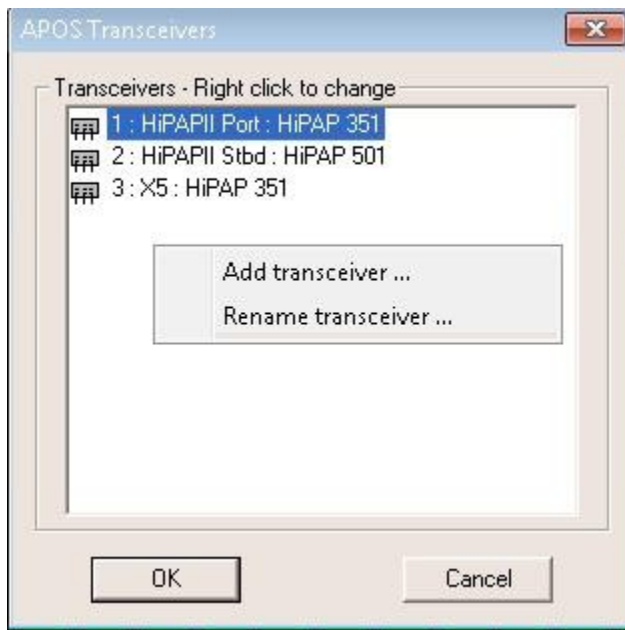 APOS Transceivers
Transceivers - Right click to change
1 : HiPAPII Port : HiPAP 351
2 : HiPAPII Stbd : HiPAP 501
3 : X5 : HiPAP 351
Add transceiver ...
Rename transceiver ...
OK
Cancel